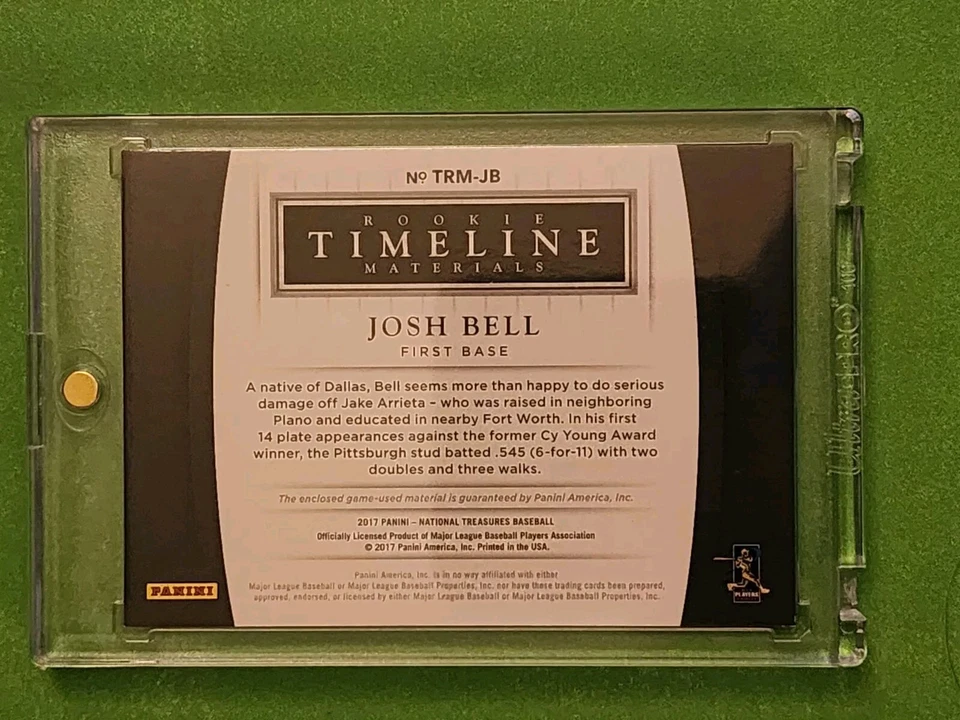 Nº TRM-JB
ROOKIE
TIMELINE
MATERIALS
JOSH BELL
FIRST BASE
A native of Dallas, Bell seems more than happy to do serious
damage off Jake Arrieta – who was raised in neighboring
Plano and educated in nearby Fort Worth. In his first
14 plate appearances against the former Cy Young Award
winner, the Pittsburgh stud batted .545 (6-for-11) with two
doubles and three walks.
The enclosed game-used material is guaranteed by Panini America, Inc.
2017 PANINI – NATIONAL TREASURES BASEBALL
Officially Licensed Product of Major League Baseball Players Association
© 2017 Panini America, Inc. Printed in the USA.
Panini America, Inc. is in no way affiliated with either
Major League Baseball or Major League Baseball Properties, Inc. nor have these trading cards been prepared,
approved, endorsed, or licensed by either Major League Baseball or Major League Baseball Properties, Inc.
PANINI
PLAYERS